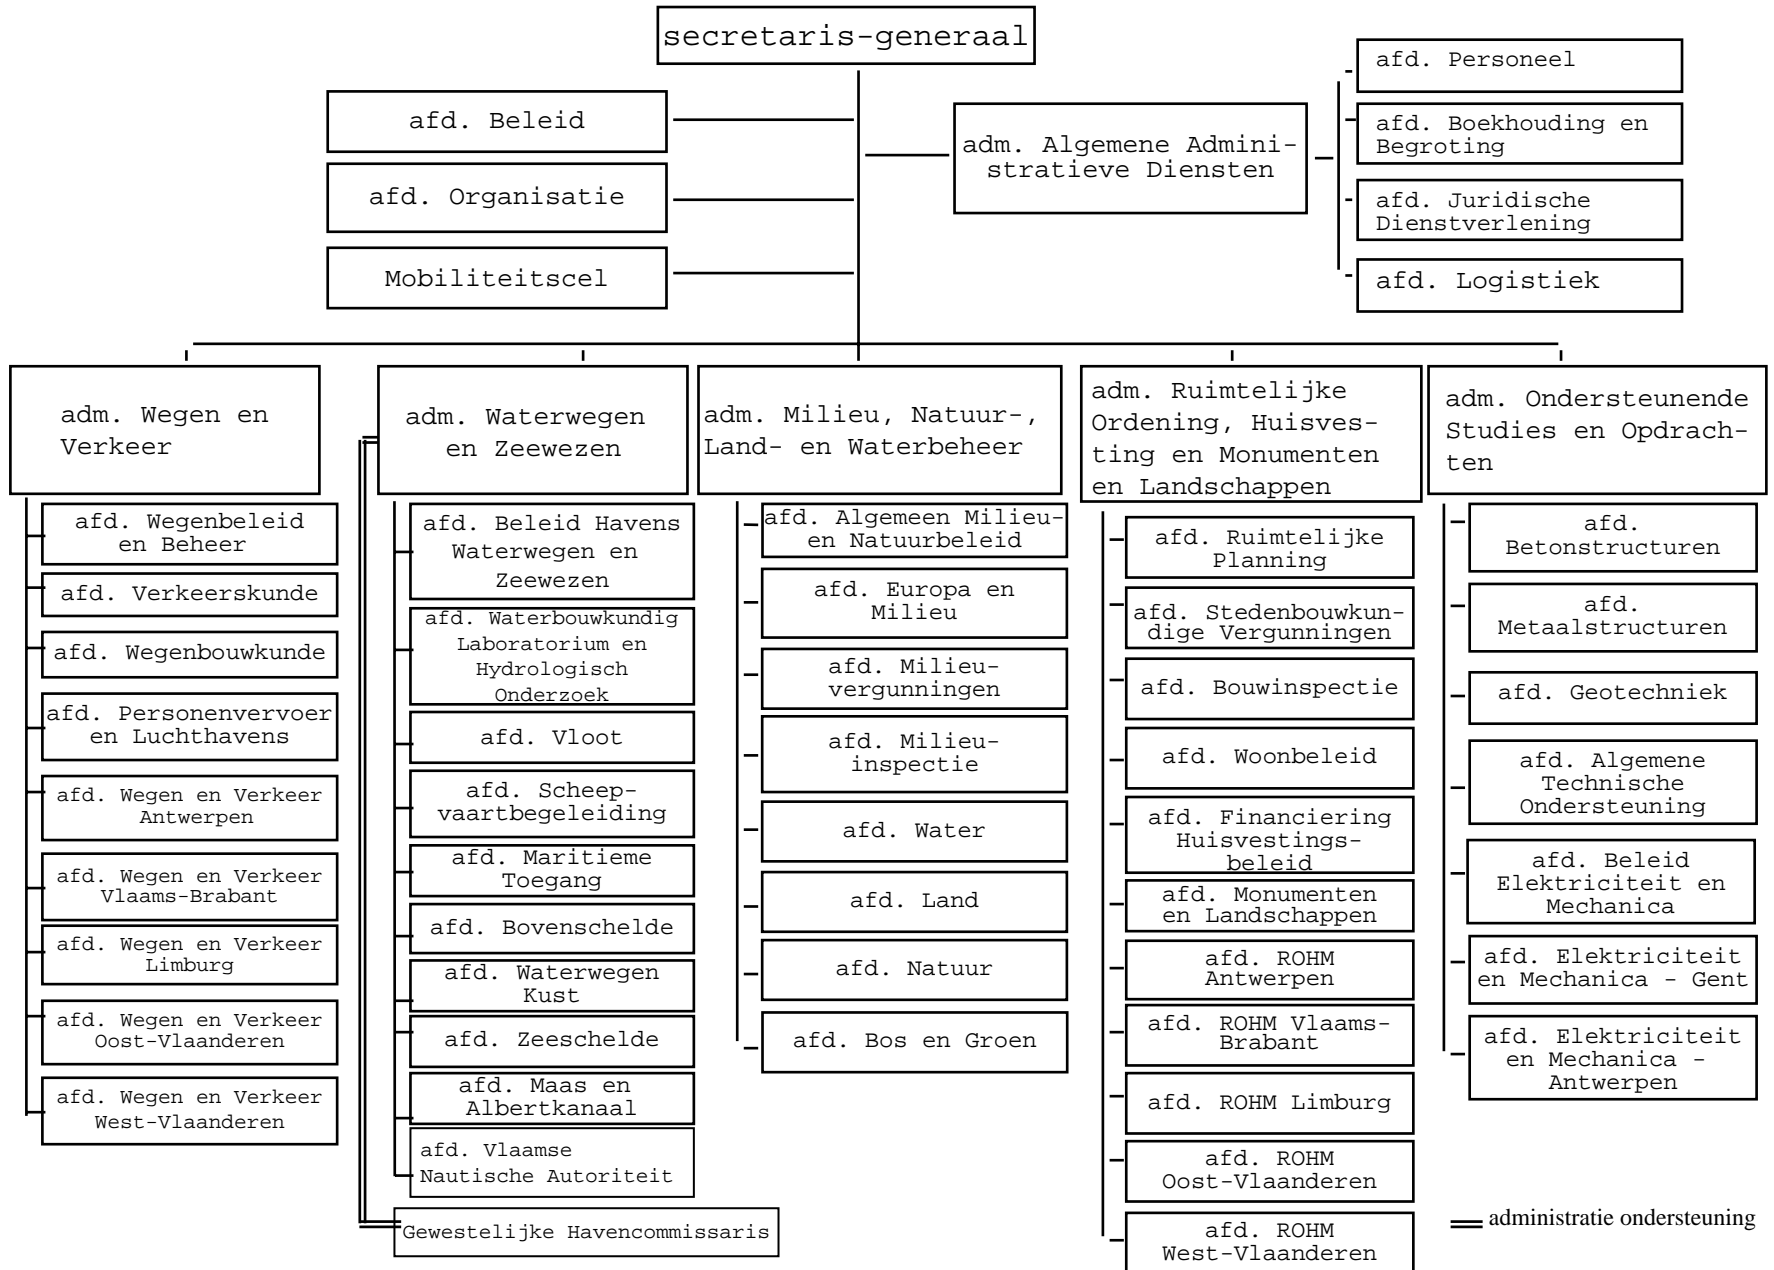 secretaris-generaal
afd. Beleid
afd. Organisatie
Mobiliteitscel
adm. Algemene Admini-
stratieve Diensten
afd. Personeel
afd. Boekhouding en
Begroting
afd. Juridische
Dienstverlening
afd. Logistiek
adm. Wegen en
Verkeer
afd. Wegenbeleid
en Beheer
afd. Verkeerskunde
afd. Wegenbouwkunde
afd. Personenvervoer
en Luchthavens
afd. Wegen en Verkeer
Antwerpen
afd. Wegen en Verkeer
Vlaams-Brabant
afd. Wegen en Verkeer
Limburg
afd. Wegen en Verkeer
Oost-Vlaanderen
afd. Wegen en Verkeer
West-Vlaanderen
adm. Waterwegen
en Zeewezen
afd. Beleid Havens
Waterwegen en
Zeewezen
afd. Waterbouwkundig
Laboratorium en
Hydrologisch
Onderzoek
afd. Vloot
afd. Scheep-
vaartbegeleiding
afd. Maritieme
Toegang
afd. Bovenschelde
afd. Waterwegen
Kust
afd. Zeeschelde
afd. Maas en
Albertkanaal
afd. Vlaamse
Nautische Autoriteit
Gewestelijke Havencommissaris
adm. Milieu, Natuur-,
Land- en Waterbeheer
afd. Algemeen Milieu-
en Natuurbeleid
afd. Europa en
Milieu
afd. Milieu-
vergunningen
afd. Milieu-
inspectie
afd. Water
afd. Land
afd. Natuur
afd. Bos en Groen
adm. Ruimtelijke
Ordening, Huisves-
ting en Monumenten
en Landschappen
afd. Ruimtelijke
Planning
afd. Stedenbouwkun-
dige Vergunningen
afd. Bouwinspectie
afd. Woonbeleid
afd. Financiering
Huisvestings-
beleid
afd. Monumenten
en Landschappen
afd. ROHM
Antwerpen
afd. ROHM Vlaams-
Brabant
afd. ROHM Limburg
afd. ROHM
Oost-Vlaanderen
afd. ROHM
West-Vlaanderen
adm. Ondersteunende
Studies en Opdrach-
ten
afd.
Betonstructuren
afd.
Metaalstructuren
afd. Geotechniek
afd. Algemene
Technische
Ondersteuning
afd. Beleid
Elektriciteit en
Mechanica
afd. Elektriciteit
en Mechanica - Gent
afd. Elektriciteit
en Mechanica -
Antwerpen
administratie ondersteuning